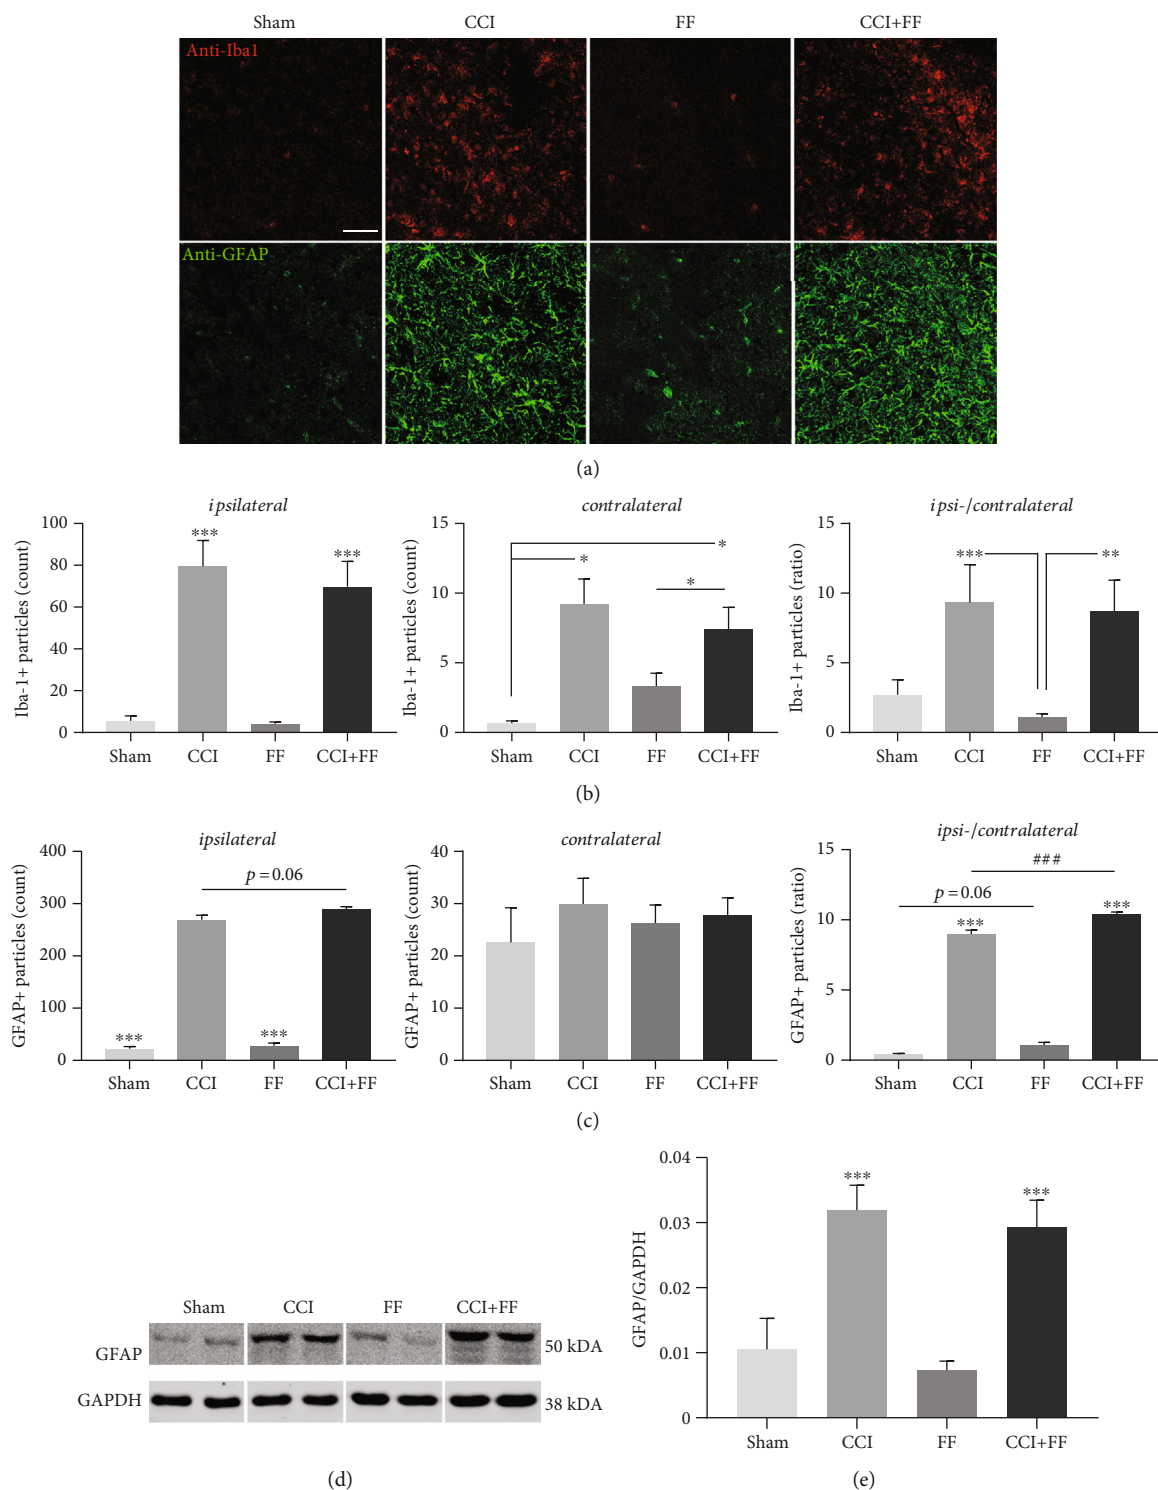 Sham CCI FF CCI+FF
Anti-Iba1
Anti-GFAP
(a)
ipsilateral
Iba-1+ particles (count)
100
80
60
40
20
0
***
***
Sham CCI FF CCI+FF
contralateral
Iba-1+ particles (count)
15
10
5
0
*
*
*
Sham CCI FF CCI+FF
ipsi-/contralateral
Iba-1+ particles (ratio)
15
10
5
0
***
**
Sham CCI FF CCI+FF
(b)
ipsilateral
GFAP+ particles (count)
400
300
200
100
0
p = 0.06
***
***
Sham CCI FF CCI+FF
contralateral
GFAP+ particles (count)
40
30
20
10
0
Sham CCI FF CCI+FF
ipsi-/contralateral
GFAP+ particles (ratio)
15
10
5
0
###
p = 0.06
***
***
Sham CCI FF CCI+FF
(c)
Sham CCI FF CCI+FF
GFAP
50 kDA
GAPDH
38 kDA
(d)
GFAP/GAPDH
0.04
0.03
0.02
0.01
0
***
***
Sham CCI FF CCI+FF
(e)